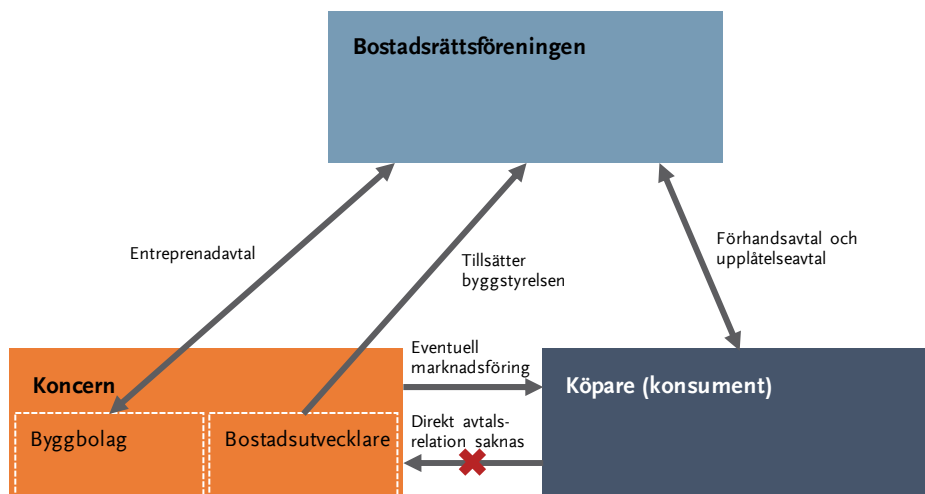 Bostadsrättsföreningen
Entreprenadavtal
Tillsätter
byggstyrelsen
Förhandsavtal och
upplåtelseavtal
Koncern
Byggbolag
Bostadsutvecklare
Eventuell
marknadsföring
Direkt avtals-
relation saknas
Köpare (konsument)